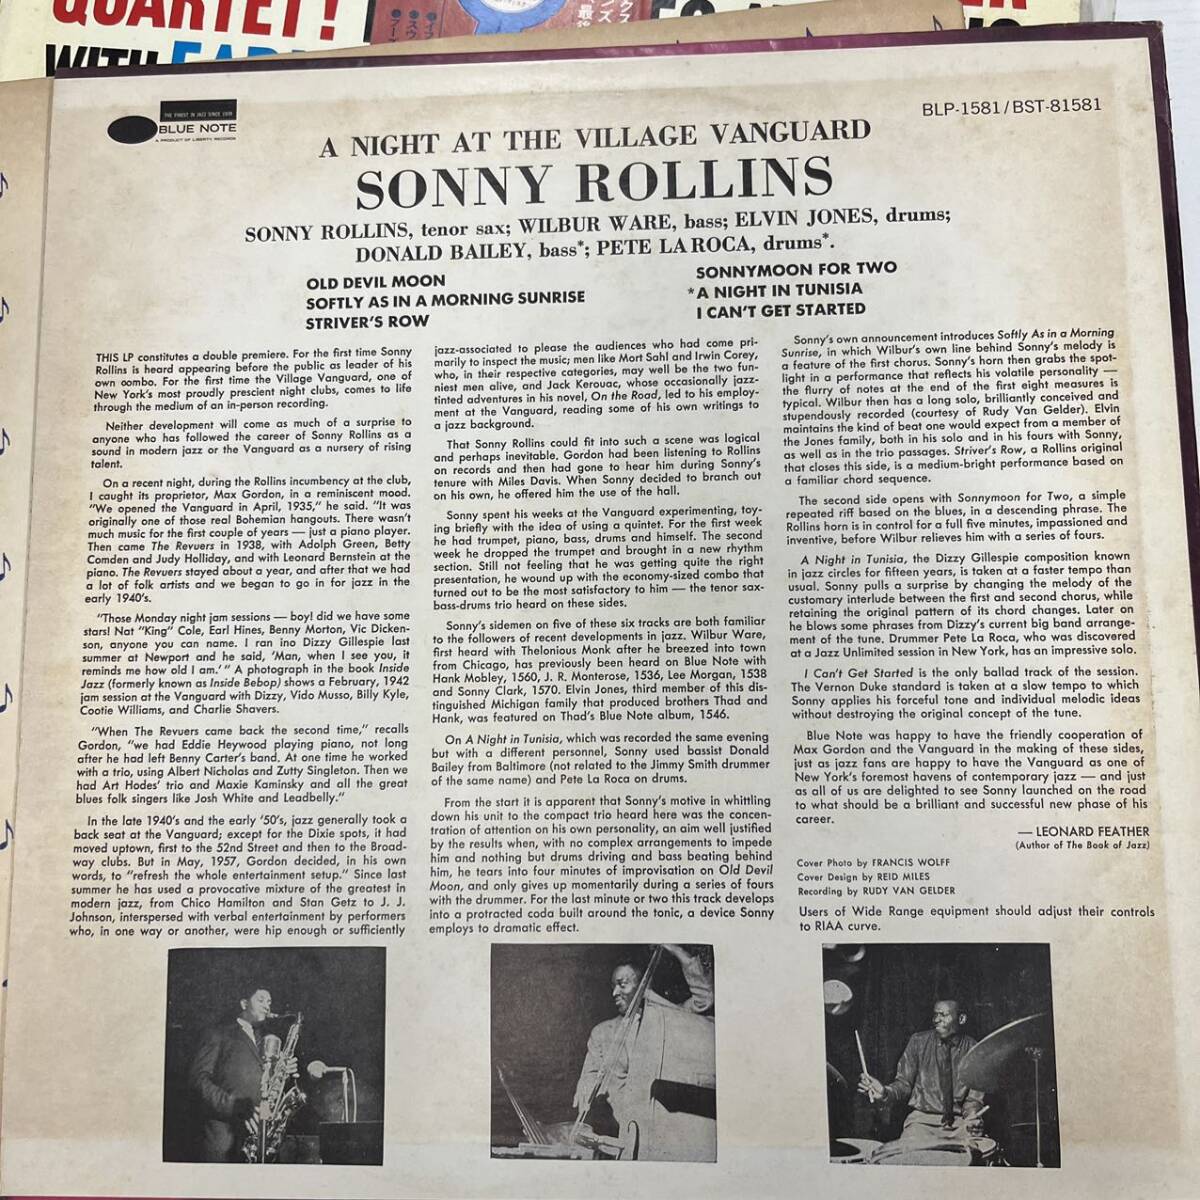 QUARTET!
WITH
THE FINEST IN JAZZ SINCE 1939
BLUE NOTE
A PRODUCT OF LIBERTY RECORDS
BLP-1581/BST-81581
A NIGHT AT THE VILLAGE VANGUARD
SONNY ROLLINS
SONNY ROLLINS, tenor sax; WILBUR WARE, bass; ELVIN JONES, drums;
DONALD BAILEY, bass*; PETE LA ROCA, drums*.
OLD DEVIL MOON
SOFTLY AS IN A MORNING SUNRISE
STRIVER'S ROW
SONNYMOON FOR TWO
*A NIGHT IN TUNISIA
I CAN'T GET STARTED
THIS LP constitutes a double premiere. For the first time Sonny
Rollins is heard appearing before the public as leader of his
own combo. For the first time the Village Vanguard, one of
New York's most proudly prescient night clubs, comes to life
through the medium of an in-person recording.
Neither development will come as much of a surprise to
anyone who has followed the career of Sonny Rollins as a
sound in modern jazz or the Vanguard as a nursery of rising
talent.
On a recent night, during the Rollins incumbency at the club,
I caught its proprietor, Max Gordon, in a reminiscent mood.
"We opened the Vanguard in April, 1935," he said. "It was
originally one of those real Bohemian hangouts. There wasn't
much music for the first couple of years — just a piano player.
Then came The Revuers in 1938, with Adolph Green, Betty
Comden and Judy Holliday, and with Leonard Bernstein at the
piano. The Revuers stayed about a year, and after that we had
a lot of folk artists and we began to go in for jazz in the
early 1940's.
"Those Monday night jam sessions — boy! did we have some
stars! Nat "King" Cole, Earl Hines, Benny Morton, Vic Dicken-
son, anyone you can name. I ran ino Dizzy Gillespie last
summer at Newport and he said, 'Man, when I see you, it
reminds me how old I am.' " A photograph in the book Inside
Jazz (formerly known as Inside Bebop) shows a February, 1942
jam session at the Vanguard with Dizzy, Vido Musso, Billy Kyle,
Cootie Williams, and Charlie Shavers.
"When The Revuers came back the second time," recalls
Gordon, "we had Eddie Heywood playing piano, not long
after he had left Benny Carter's band. At one time he worked
with a trio, using Albert Nicholas and Zutty Singleton. Then we
had Art Hodes' trio and Maxie Kaminsky and all the great
blues folk singers like Josh White and Leadbelly."
In the late 1940's and the early '50's, jazz generally took a
back seat at the Vanguard; except for the Dixie spots, it had
moved uptown, first to the 52nd Street and then to the Broad-
way clubs. But in May, 1957, Gordon decided, in his own
words, to "refresh the whole entertainment setup." Since last
summer he has used a provocative mixture of the greatest in
modern jazz, from Chico Hamilton and Stan Getz to J. J.
Johnson, interspersed with verbal entertainment by performers
who, in one way or another, were hip enough or sufficiently
jazz-associated to please the audiences who had come pri-
marily to inspect the music; men like Mort Sahl and Irwin Corey,
who, in their respective categories, may well be the two fun-
niest men alive, and Jack Kerouac, whose occasionally jazz-
tinted adventures in his novel, On the Road, led to his employ-
ment at the Vanguard, reading some of his own writings to
a jazz background.
That Sonny Rollins could fit into such a scene was logical
and perhaps inevitable. Gordon had been listening to Rollins
on records and then had gone to hear him during Sonny's
tenure with Miles Davis. When Sonny decided to branch out
on his own, he offered him the use of the hall.
Sonny spent his weeks at the Vanguard experimenting, toy-
ing briefly with the idea of using a quintet. For the first week
he had trumpet, piano, bass, drums and himself. The second
week he dropped the trumpet and brought in a new rhythm
section. Still not feeling that he was getting quite the right
presentation, he wound up with the economy-sized combo that
turned out to be the most satisfactory to him — the tenor sax-
bass-drums trio heard on these sides.
Sonny's sidemen on five of these six tracks are both familiar
to the followers of recent developments in jazz. Wilbur Ware,
first heard with Thelonious Monk after he breezed into town
from Chicago, has previously been heard on Blue Note with
Hank Mobley, 1560, J. R. Monterose, 1536, Lee Morgan, 1538
and Sonny Clark, 1570. Elvin Jones, third member of this dis-
tinguished Michigan family that produced brothers Thad and
Hank, was featured on Thad's Blue Note album, 1546.
On A Night in Tunisia, which was recorded the same evening
but with a different personnel, Sonny used bassist Donald
Bailey from Baltimore (not related to the Jimmy Smith drummer
of the same name) and Pete La Roca on drums.
From the start it is apparent that Sonny's motive in whittling
down his unit to the compact trio heard here was the concen-
tration of attention on his own personality, an aim well justified
by the results when, with no complex arrangements to impede
him and nothing but drums driving and bass beating behind
him, he tears into four minutes of improvisation on Old Devil
Moon, and only gives up momentarily during a series of fours
with the drummer. For the last minute or two this track develops
into a protracted coda built around the tonic, a device Sonny
employs to dramatic effect.
Sonny's own announcement introduces Softly As in a Morning
Sunrise, in which Wilbur's own line behind Sonny's melody is
a feature of the first chorus. Sonny's horn then grabs the spot-
light in a performance that reflects his volatile personality —
the flurry of notes at the end of the first eight measures is
typical. Wilbur then has a long solo, brilliantly conceived and
stupendously recorded (courtesy of Rudy Van Gelder). Elvin
maintains the kind of beat one would expect from a member of
the Jones family, both in his solo and in his fours with Sonny,
as well as in the trio passages. Striver's Row, a Rollins original
that closes this side, is a medium-bright performance based on
a familiar chord sequence.
The second side opens with Sonnymoon for Two, a simple
repeated riff based on the blues, in a descending phrase. The
Rollins horn is in control for a full five minutes, impassioned and
inventive, before Wilbur relieves him with a series of fours.
A Night in Tunisia, the Dizzy Gillespie composition known
in jazz circles for fifteen years, is taken at a faster tempo than
usual. Sonny pulls a surprise by changing the melody of the
customary interlude between the first and second chorus, while
retaining the original pattern of its chord changes. Later on
he blows some phrases from Dizzy's current big band arrange-
ment of the tune. Drummer Pete La Roca, who was discovered
at a Jazz Unlimited session in New York, has an impressive solo.
I Can't Get Started is the only ballad track of the session.
The Vernon Duke standard is taken at a slow tempo to which
Sonny applies his forceful tone and individual melodic ideas
without destroying the original concept of the tune.
Blue Note was happy to have the friendly cooperation of
Max Gordon and the Vanguard in the making of these sides,
just as jazz fans are happy to have the Vanguard as one of
New York's foremost havens of contemporary jazz — and just
as all of us are delighted to see Sonny launched on the road
to what should be a brilliant and successful new phase of his
career.
— LEONARD FEATHER
(Author of The Book of Jazz)
Cover Photo by FRANCIS WOLFF
Cover Design by REID MILES
Recording by RUDY VAN GELDER
Users of Wide Range equipment should adjust their controls
to RIAA curve.